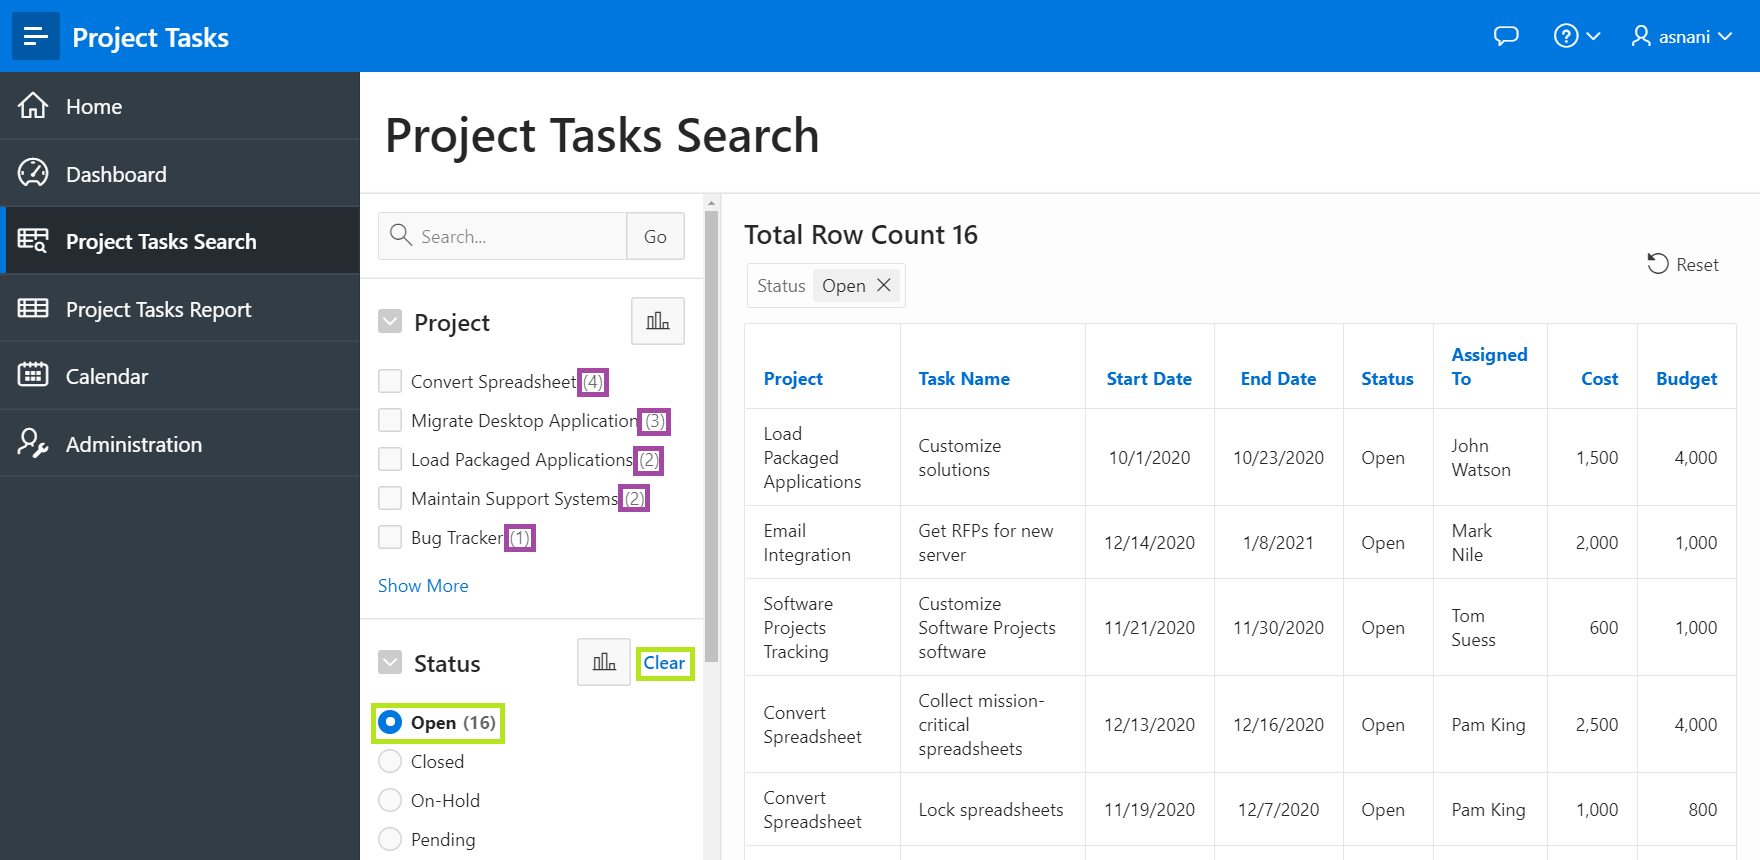 Project Tasks
? asnani
Home
Dashboard
Project Tasks Search
Project Tasks Report
Calendar
Administration
Project Tasks Search
Search...
Go
Project
Convert Spreadsheet (4)
Migrate Desktop Application (3)
Load Packaged Applications (2)
Maintain Support Systems (2)
Bug Tracker (1)
Show More
Status
Clear
Open (16)
Closed
On-Hold
Pending
Total Row Count 16
Status Open
Reset
Project Task Name Start Date End Date Status Assigned To Cost Budget
Load Packaged Applications Customize solutions 10/1/2020 10/23/2020 Open John Watson 1,500 4,000
Email Integration Get RFPs for new server 12/14/2020 1/8/2021 Open Mark Nile 2,000 1,000
Software Projects Tracking Customize Software Projects software 11/21/2020 11/30/2020 Open Tom Suess 600 1,000
Convert Spreadsheet Collect mission-critical spreadsheets 12/13/2020 12/16/2020 Open Pam King 2,500 4,000
Convert Spreadsheet Lock spreadsheets 11/19/2020 12/7/2020 Open Pam King 1,000 800